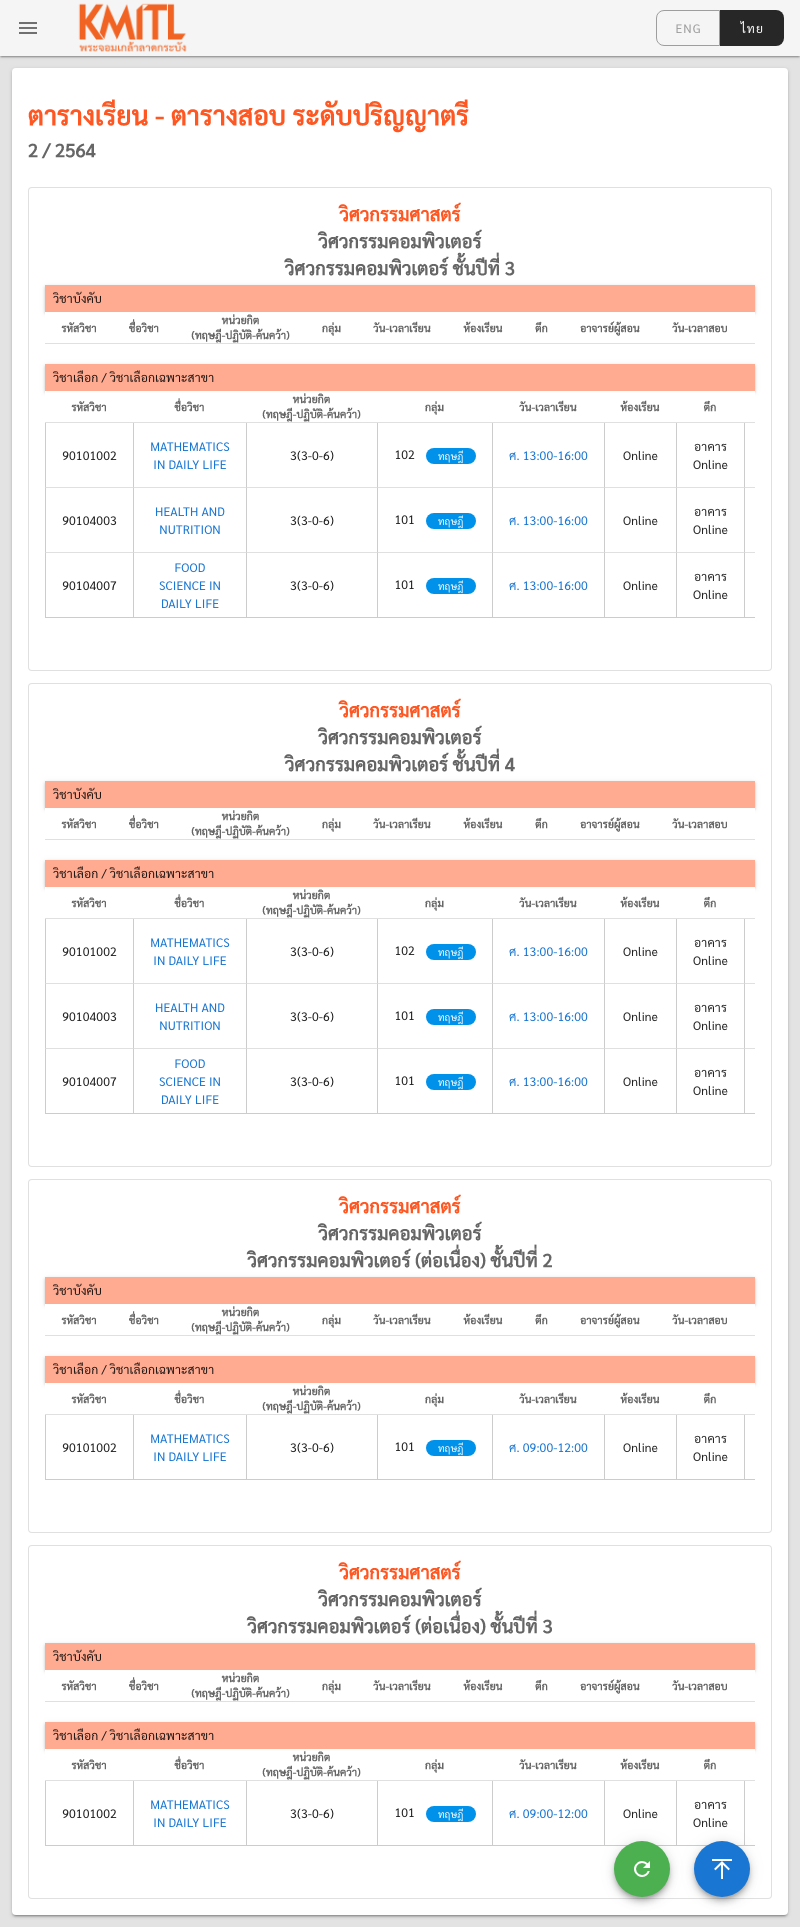 KMITL
พระจอมเกล้าลาดกระบัง
ENG ไทย
ตารางเรียน - ตารางสอบ ระดับปริญญาตรี
2 / 2564
วิศวกรรมศาสตร์
วิศวกรรมคอมพิวเตอร์
วิศวกรรมคอมพิวเตอร์ ชั้นปีที่ 3
วิชาบังคับ
รหัสวิชา ชื่อวิชา หน่วยกิต (ทฤษฎี-ปฏิบัติ-ค้นคว้า) กลุ่ม วัน-เวลาเรียน ห้องเรียน ตึก อาจารย์ผู้สอน วัน-เวลาสอบ
วิชาเลือก / วิชาเลือกเฉพาะสาขา
รหัสวิชา ชื่อวิชา หน่วยกิต (ทฤษฎี-ปฏิบัติ-ค้นคว้า) กลุ่ม วัน-เวลาเรียน ห้องเรียน ตึก
90101002 MATHEMATICS IN DAILY LIFE 3(3-0-6) 102 ทฤษฎี ศ. 13:00-16:00 Online อาคาร Online
90104003 HEALTH AND NUTRITION 3(3-0-6) 101 ทฤษฎี ศ. 13:00-16:00 Online อาคาร Online
90104007 FOOD SCIENCE IN DAILY LIFE 3(3-0-6) 101 ทฤษฎี ศ. 13:00-16:00 Online อาคาร Online
วิศวกรรมศาสตร์
วิศวกรรมคอมพิวเตอร์
วิศวกรรมคอมพิวเตอร์ ชั้นปีที่ 4
วิชาบังคับ
รหัสวิชา ชื่อวิชา หน่วยกิต (ทฤษฎี-ปฏิบัติ-ค้นคว้า) กลุ่ม วัน-เวลาเรียน ห้องเรียน ตึก อาจารย์ผู้สอน วัน-เวลาสอบ
วิชาเลือก / วิชาเลือกเฉพาะสาขา
รหัสวิชา ชื่อวิชา หน่วยกิต (ทฤษฎี-ปฏิบัติ-ค้นคว้า) กลุ่ม วัน-เวลาเรียน ห้องเรียน ตึก
90101002 MATHEMATICS IN DAILY LIFE 3(3-0-6) 102 ทฤษฎี ศ. 13:00-16:00 Online อาคาร Online
90104003 HEALTH AND NUTRITION 3(3-0-6) 101 ทฤษฎี ศ. 13:00-16:00 Online อาคาร Online
90104007 FOOD SCIENCE IN DAILY LIFE 3(3-0-6) 101 ทฤษฎี ศ. 13:00-16:00 Online อาคาร Online
วิศวกรรมศาสตร์
วิศวกรรมคอมพิวเตอร์
วิศวกรรมคอมพิวเตอร์ (ต่อเนื่อง) ชั้นปีที่ 2
วิชาบังคับ
รหัสวิชา ชื่อวิชา หน่วยกิต (ทฤษฎี-ปฏิบัติ-ค้นคว้า) กลุ่ม วัน-เวลาเรียน ห้องเรียน ตึก อาจารย์ผู้สอน วัน-เวลาสอบ
วิชาเลือก / วิชาเลือกเฉพาะสาขา
รหัสวิชา ชื่อวิชา หน่วยกิต (ทฤษฎี-ปฏิบัติ-ค้นคว้า) กลุ่ม วัน-เวลาเรียน ห้องเรียน ตึก
90101002 MATHEMATICS IN DAILY LIFE 3(3-0-6) 101 ทฤษฎี ศ. 09:00-12:00 Online อาคาร Online
วิศวกรรมศาสตร์
วิศวกรรมคอมพิวเตอร์
วิศวกรรมคอมพิวเตอร์ (ต่อเนื่อง) ชั้นปีที่ 3
วิชาบังคับ
รหัสวิชา ชื่อวิชา หน่วยกิต (ทฤษฎี-ปฏิบัติ-ค้นคว้า) กลุ่ม วัน-เวลาเรียน ห้องเรียน ตึก อาจารย์ผู้สอน วัน-เวลาสอบ
วิชาเลือก / วิชาเลือกเฉพาะสาขา
รหัสวิชา ชื่อวิชา หน่วยกิต (ทฤษฎี-ปฏิบัติ-ค้นคว้า) กลุ่ม วัน-เวลาเรียน ห้องเรียน ตึก
90101002 MATHEMATICS IN DAILY LIFE 3(3-0-6) 101 ทฤษฎี ศ. 09:00-12:00 Online อาคาร Online